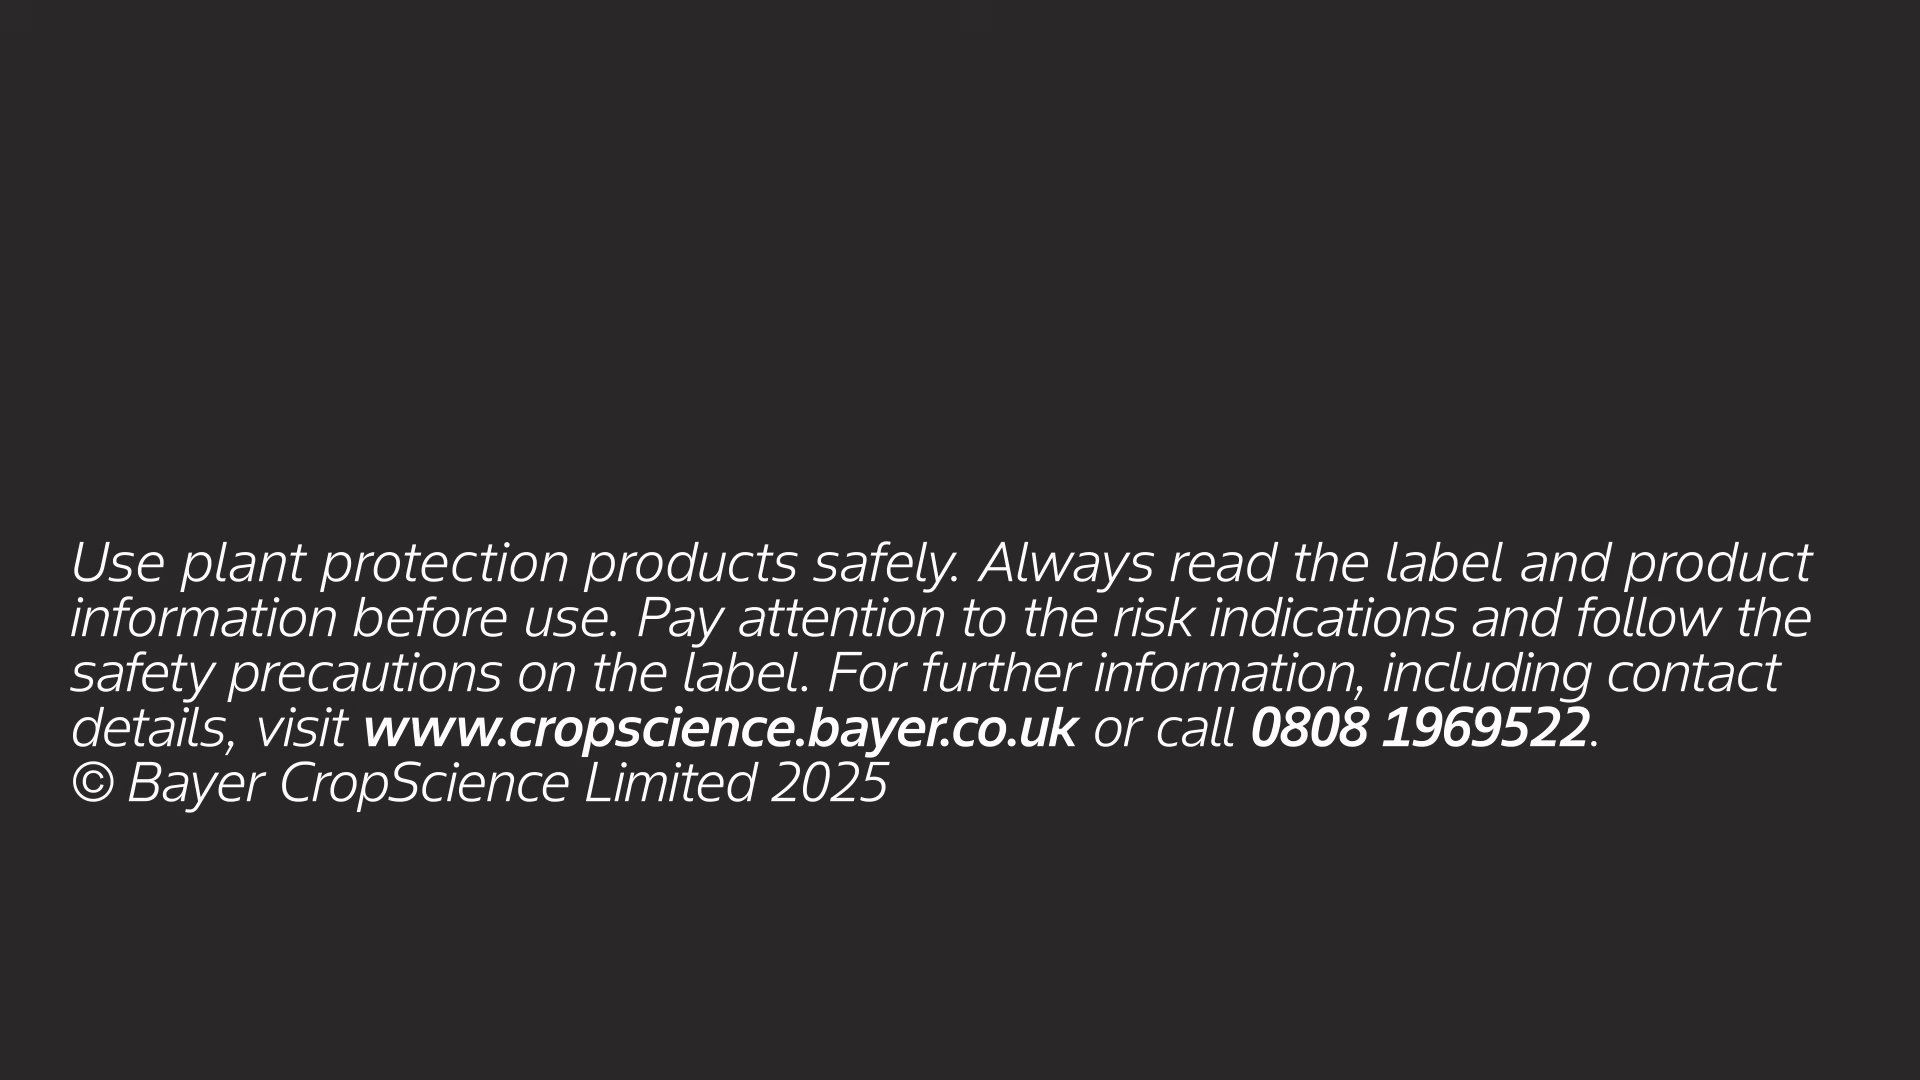 Use plant protection products safely. Always read the label and product
information before use. Pay attention to the risk indications and follow the
safety precautions on the label. For further information, including contact
details, visit www.cropscience.bayer.co.uk or call 0808 1969522.
© Bayer CropScience Limited 2025